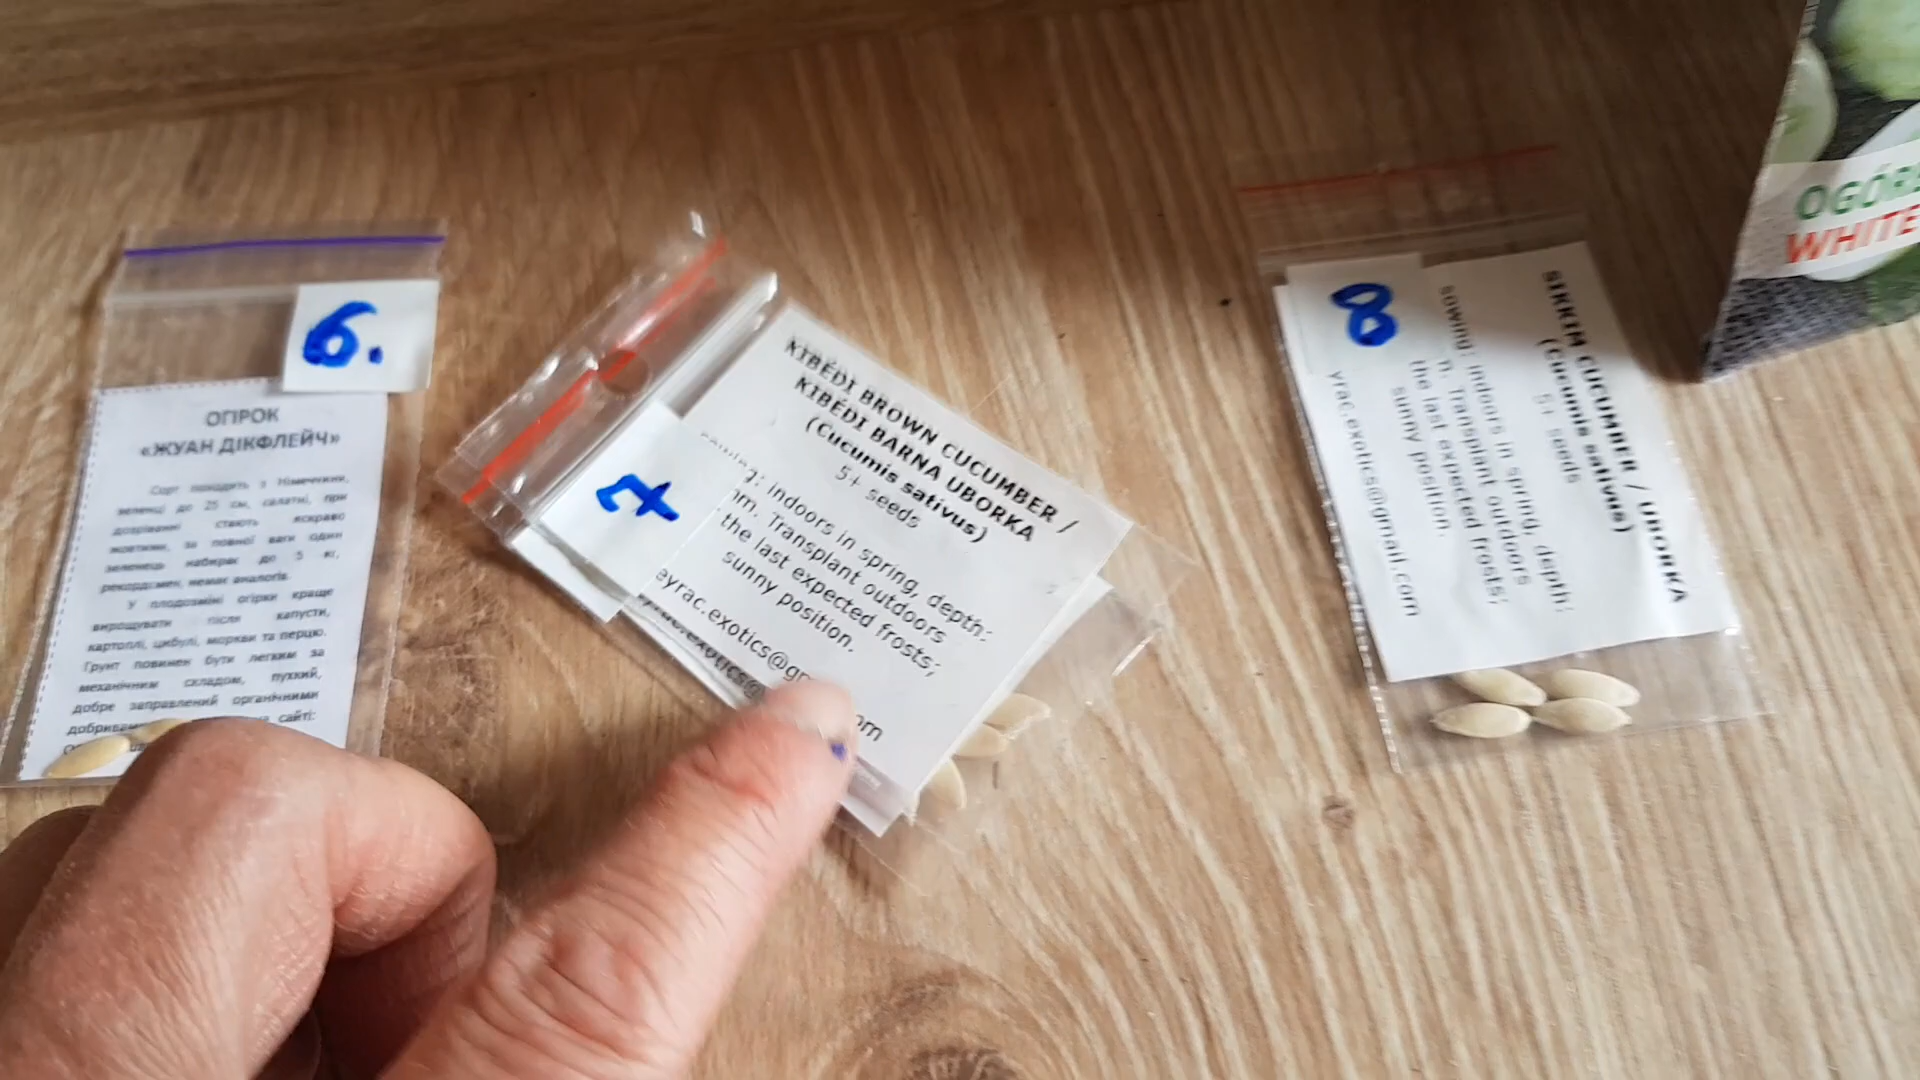 6.
ОГІРОК
«ЖУАН ДІКФЛЕЙЧ»
Сорт походить з Німеччини,
зеленці до 25 см, салатні, при
дозріванні стають яскраво
жовтими, за повної ваги один
зеленець набирає до 5 кг,
рекордсмен, немає аналогів.
У плодозміні огірки краще
вирощувати після капусти,
картоплі, цибулі, моркви та перцю.
Грунт повинен бути легким за
механічним складом, пухкий,
добре заправлений органічними
сайті:
7
KIBÉDI BROWN CUCUMBER /
KIBÉDI BARNA UBORKA
(Cucumis sativus)
5+ seeds
indoors in spring, depth:
Transplant outdoors
the last expected frosts;
sunny position.
eyrac.exotics@
8
SIKKIM CUCUMBER / UBORKA
(Cucumis sativus)
5+ seeds
sowing: indoors in spring, depth:
Transplant outdoors
the last expected frosts;
sunny position.
yrac.exotics@gmail.com
OGÓR
WHITE